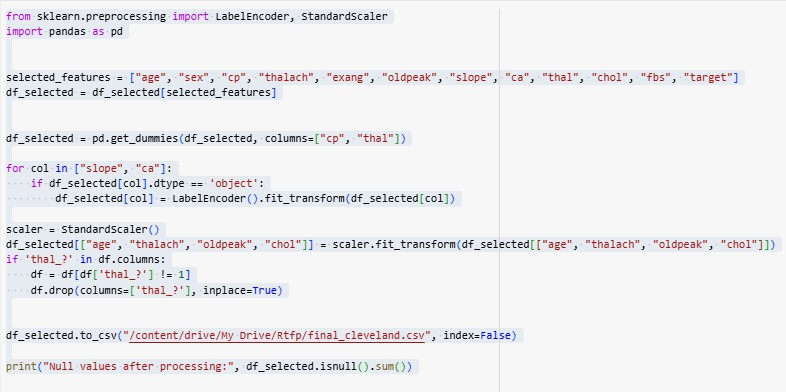 from sklearn.preprocessing import LabelEncoder, StandardScaler
import pandas as pd
selected_features = ["age", "sex", "cp", "thalach", "exang", "oldpeak", "slope", "ca", "thal", "chol", "fbs", "target"]
df_selected = df_selected[selected_features]
df_selected = pd.get_dummies(df_selected, columns=["cp", "thal"])
for col in ["slope", "ca"]:
    if df_selected[col].dtype == 'object':
        df_selected[col] = LabelEncoder().fit_transform(df_selected[col])
scaler = StandardScaler()
df_selected[["age", "thalach", "oldpeak", "chol"]] = scaler.fit_transform(df_selected[["age", "thalach", "oldpeak", "chol"]])
if 'thal_?' in df.columns:
    df = df[df['thal_?'] != 1]
    df.drop(columns=['thal_?'], inplace=True)
df_selected.to_csv("/content/drive/My Drive/Rtfp/final_cleveland.csv", index=False)
print("Null values after processing:", df_selected.isnull().sum())